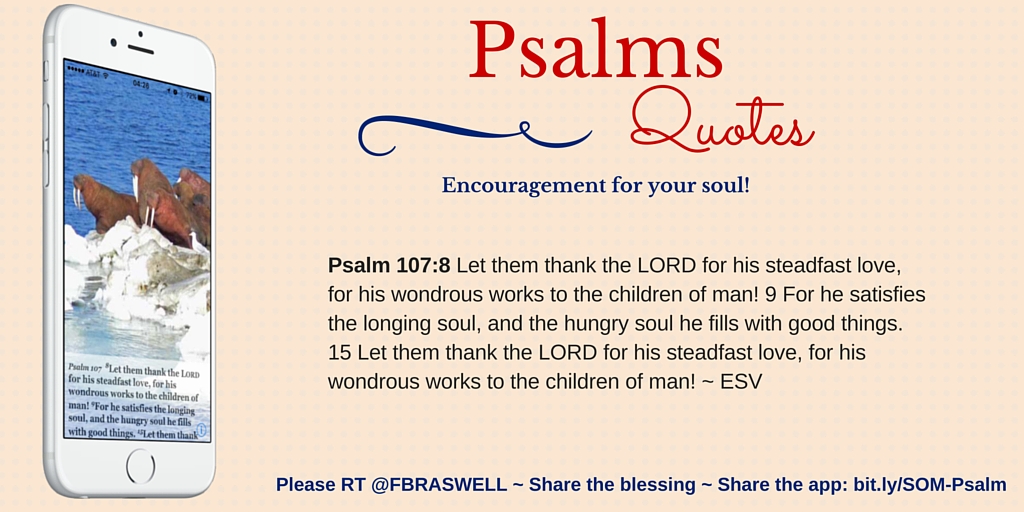 AT&T
04:26
72%
Psalm 107 8Let them thank the LORD
for his steadfast love, for his
wondrous works to the children of
man! 9For he satisfies the longing
soul, and the hungry soul he fills
with good things. 15Let them thank
Psalms
Quotes
Encouragement for your soul!
Psalm 107:8 Let them thank the LORD for his steadfast love,
for his wondrous works to the children of man! 9 For he satisfies
the longing soul, and the hungry soul he fills with good things.
15 Let them thank the LORD for his steadfast love, for his
wondrous works to the children of man! ~ ESV
Please RT @FBRASWELL ~ Share the blessing ~ Share the app: bit.ly/SOM-Psalm